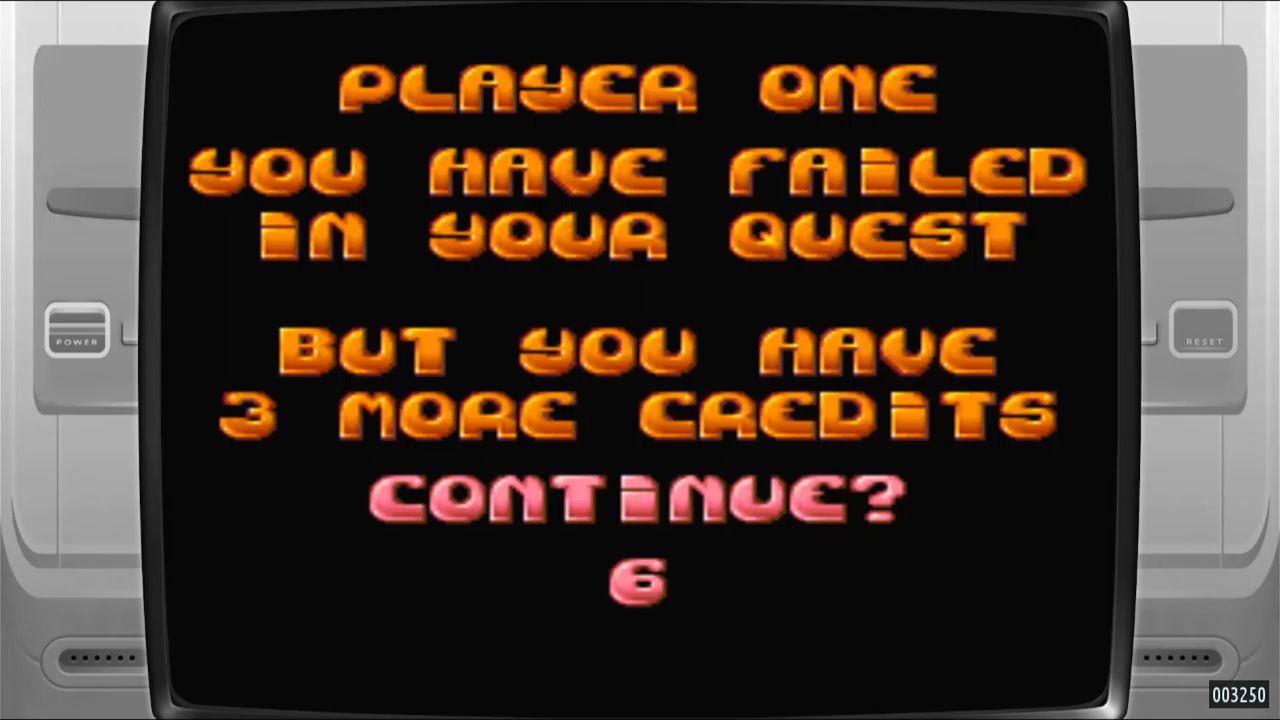 PLAYER ONE
YOU HAVE FAiLED
iN YOUR QUEST
BUT YOU HAVE
3 MORE CREDiTS
CONTiNUE?
6
POWER
RESET
003250